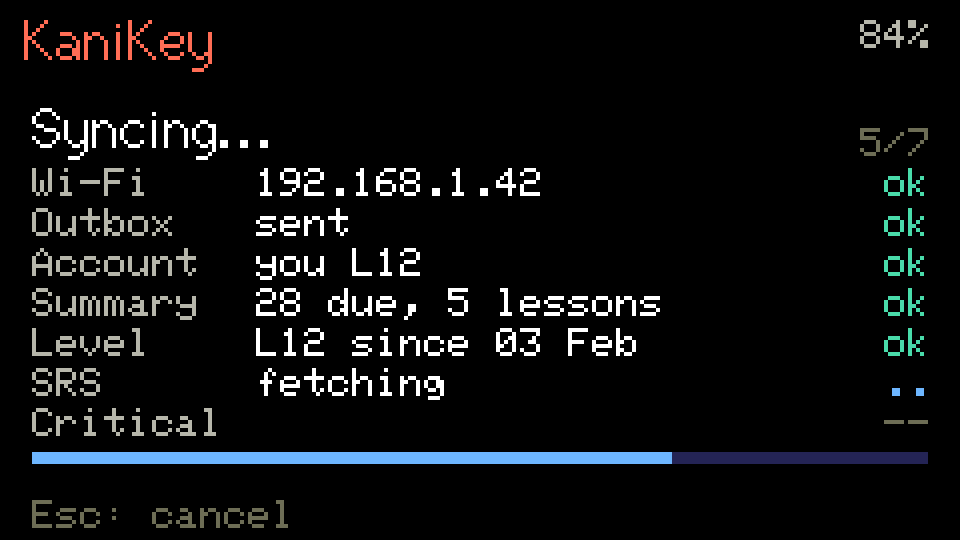 KaniKey 84%
Syncing... 5/7
Wi-Fi 192.168.1.42 ok
Outbox sent ok
Account you L12 ok
Summary 28 due, 5 lessons ok
Level L12 since 03 Feb ok
SRS fetching ..
Critical --
Esc: cancel